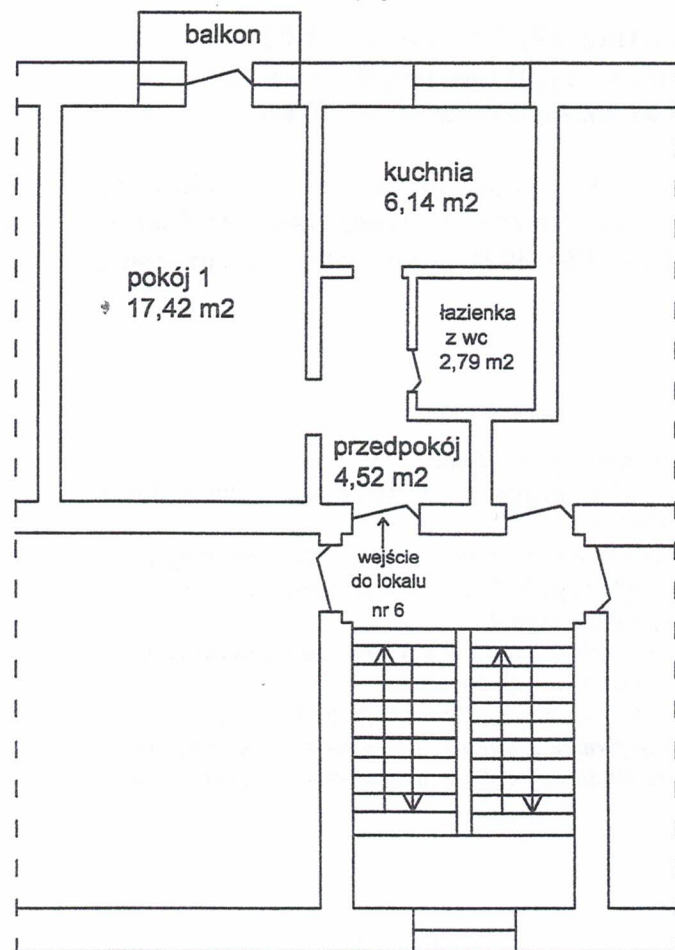 balkon
kuchnia
6,14 m2
pokój 1
17,42 m2
łazienka
z wc
2,79 m2
przedpokój
4,52 m2
wejście
do lokalu
nr 6